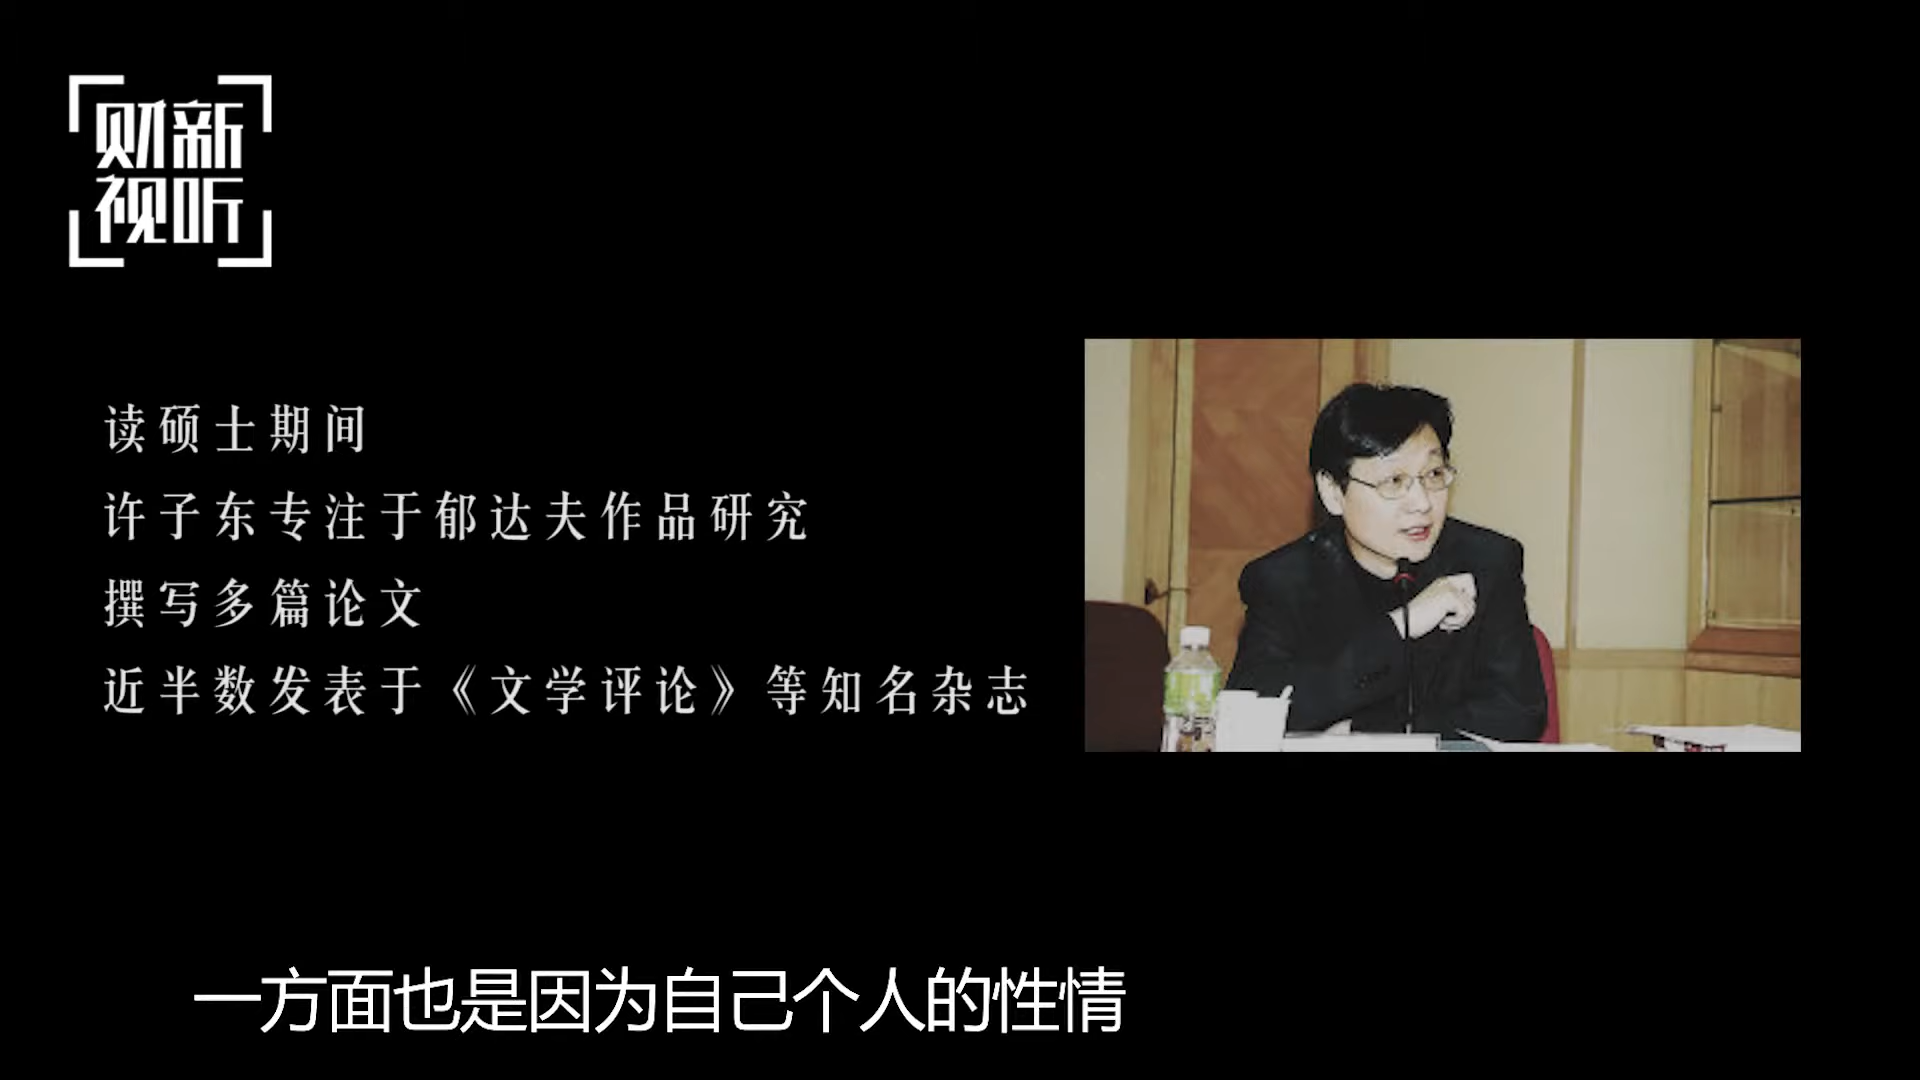 财新
视听
读硕士期间
许子东专注于郁达夫作品研究
撰写多篇论文
近半数发表于《文学评论》等知名杂志
一方面也是因为自己个人的性情